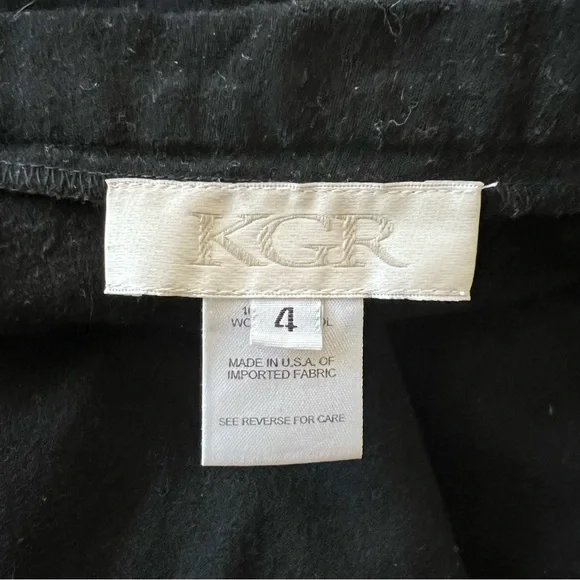 KGR
4
MADE IN U.S.A. OF
IMPORTED FABRIC
SEE REVERSE FOR CARE